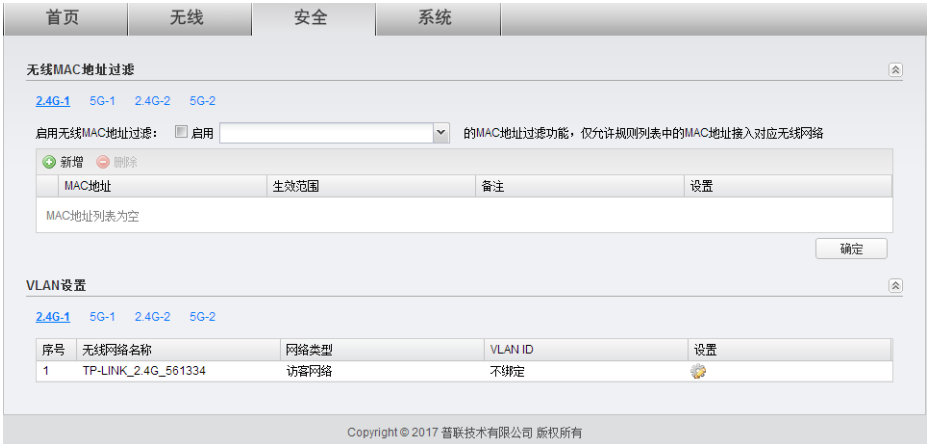 首页 无线 安全 系统
无线MAC地址过滤
2.4G-1 5G-1 2.4G-2 5G-2
启用无线MAC地址过滤： 启用 的MAC地址过滤功能，仅允许规则列表中的MAC地址接入对应无线网络
新增 删除
MAC地址 生效范围 备注 设置
MAC地址列表为空
确定
VLAN设置
2.4G-1 5G-1 2.4G-2 5G-2
序号 无线网络名称 网络类型 VLAN ID 设置
1 TP-LINK_2.4G_561334 访客网络 不绑定
Copyright © 2017 普联技术有限公司 版权所有